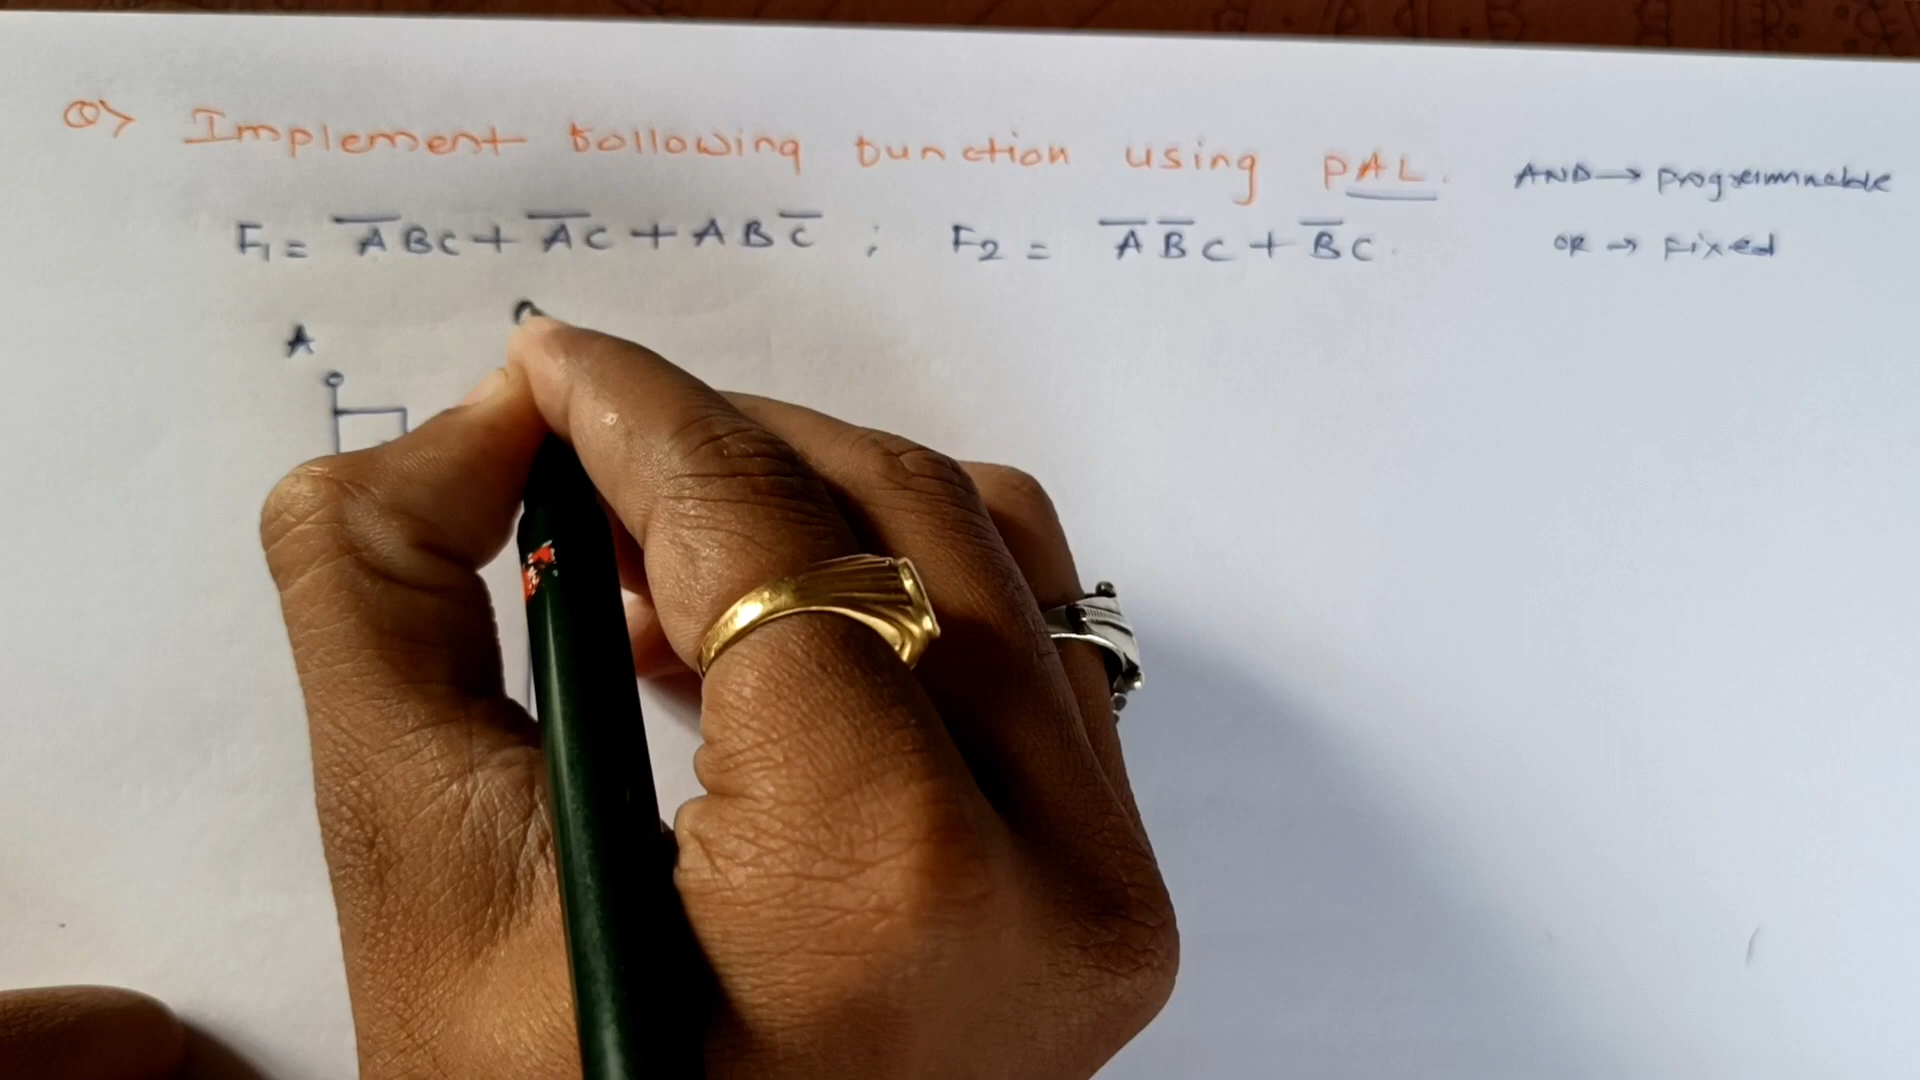 Q> Implement following function using PAL. AND → programmable
F₁ = A̅BC + A̅C + ABC̅ ; F₂ = A̅B̅C + B̅C. OR → Fixed
A